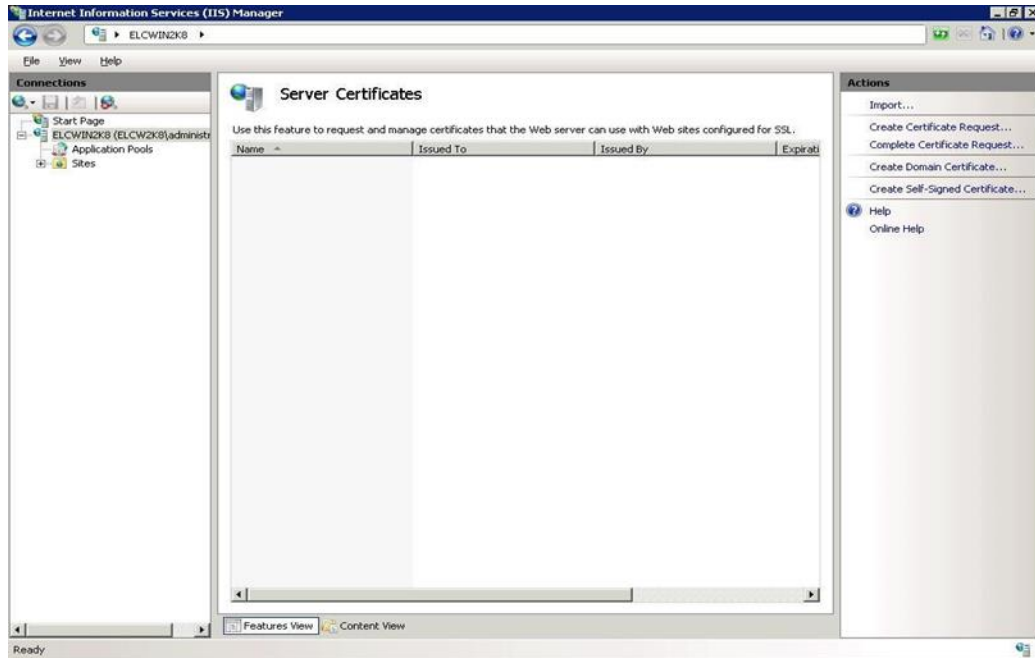 Internet Information Services (IIS) Manager
ELCWIN2K8
File View Help
Connections
Start Page
ELCWIN2K8 (ELCW2K8\administr
Application Pools
Sites
Server Certificates
Use this feature to request and manage certificates that the Web server can use with Web sites configured for SSL.
Name Issued To Issued By Expirati
Features View Content View
Actions
Import...
Create Certificate Request...
Complete Certificate Request...
Create Domain Certificate...
Create Self-Signed Certificate...
Help
Online Help
Ready